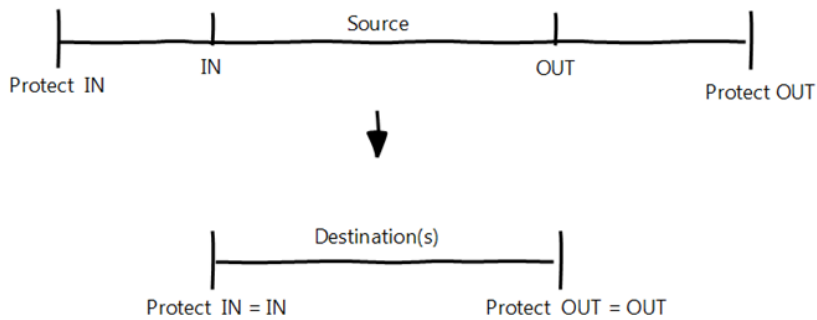 Source
IN
OUT
Protect IN
Protect OUT
Destination(s)
Protect IN = IN
Protect OUT = OUT